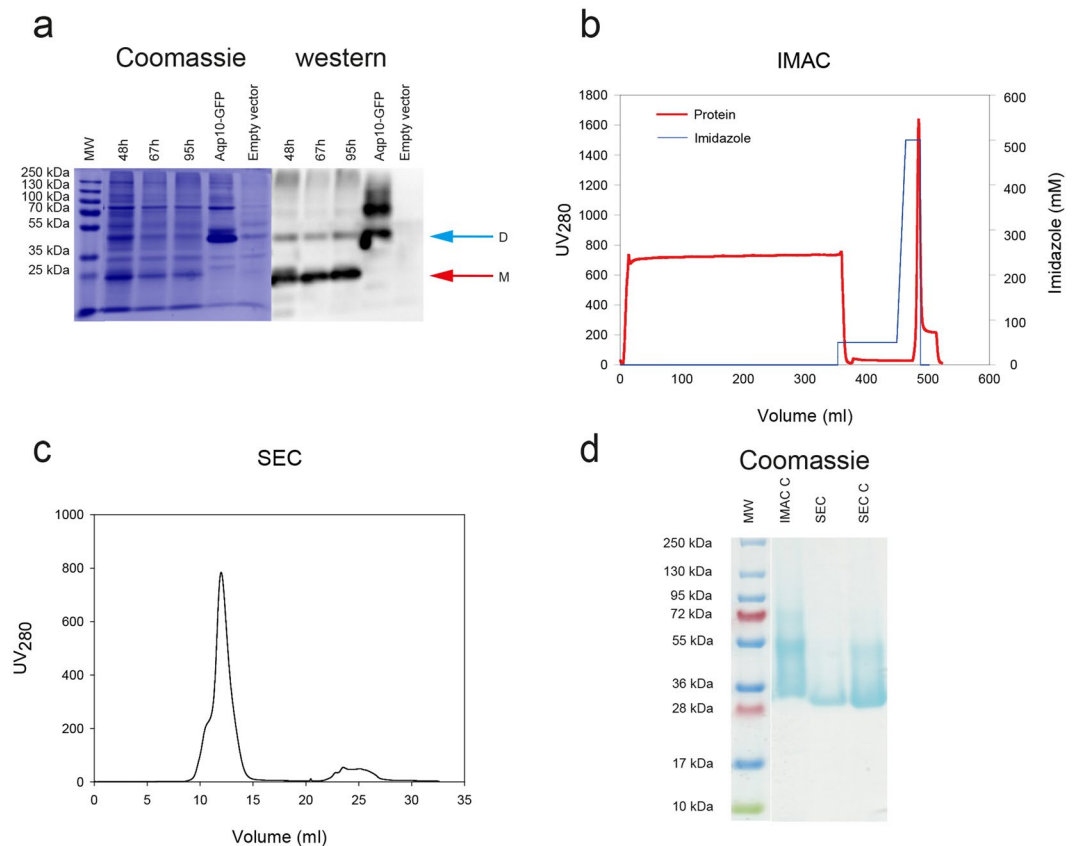 a
Coomassie
western
MW
48h
67h
95h
Aqp10-GFP
Empty vector
48h
67h
95h
Aqp10-GFP
Empty vector
250 kDa
130 kDa
100 kDa
70 kDa
55 kDa
35 kDa
25 kDa
D
M
b
IMAC
Protein
Imidazole
UV280
1800
1600
1400
1200
1000
800
600
400
200
0
600
500
400
300
200
100
0
Imidazole (mM)
0 100 200 300 400 500 600
Volume (ml)
c
SEC
UV280
1000
800
600
400
200
0
0 5 10 15 20 25 30 35
Volume (ml)
d
Coomassie
MW
IMAC C
SEC
SEC C
250 kDa
130 kDa
95 kDa
72 kDa
55 kDa
36 kDa
28 kDa
17 kDa
10 kDa